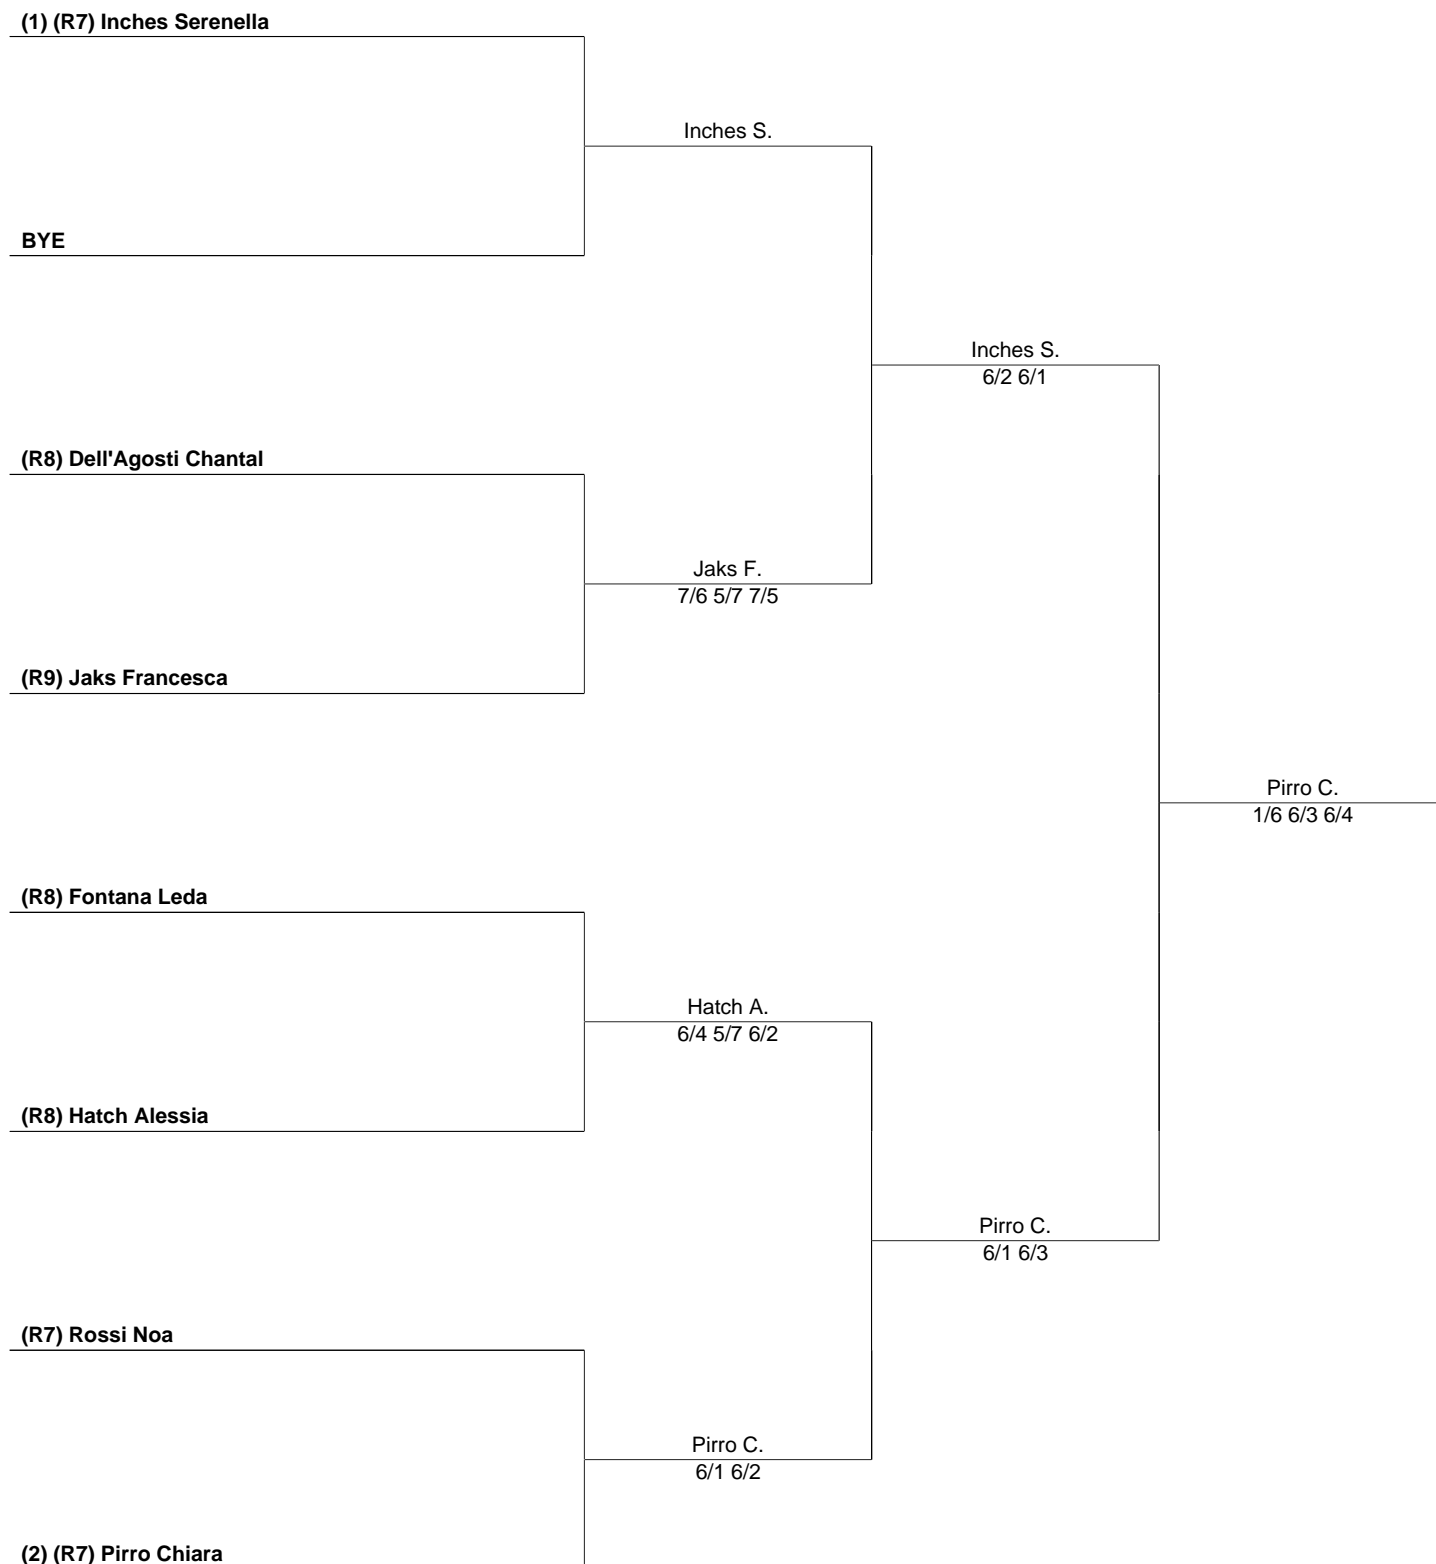 (1) (R7) Inches Serenella
Inches S.
BYE
Inches S.
6/2 6/1
(R8) Dell'Agosti Chantal
Jaks F.
7/6 5/7 7/5
(R9) Jaks Francesca
Pirro C.
1/6 6/3 6/4
(R8) Fontana Leda
Hatch A.
6/4 5/7 6/2
(R8) Hatch Alessia
Pirro C.
6/1 6/3
(R7) Rossi Noa
Pirro C.
6/1 6/2
(2) (R7) Pirro Chiara